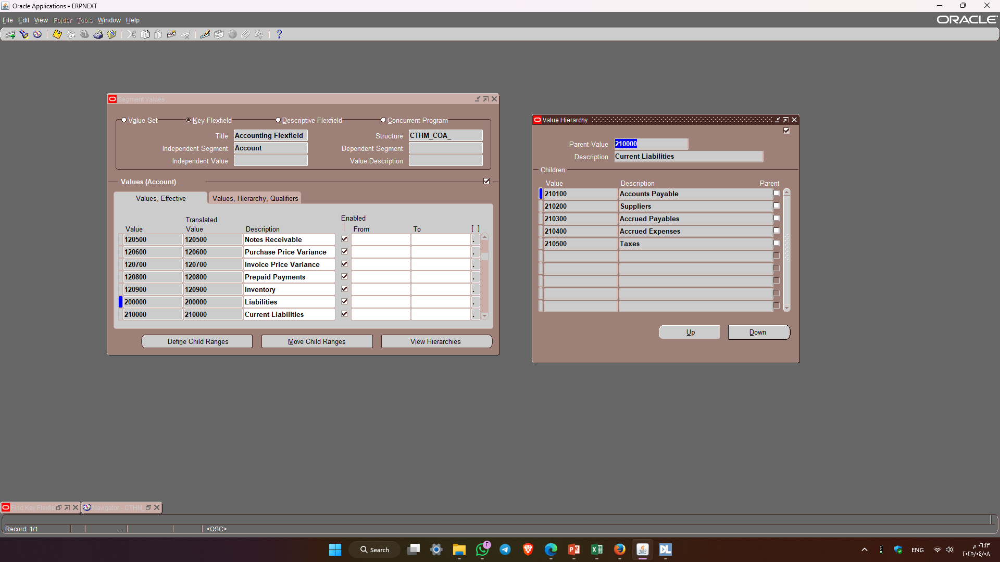 Oracle Applications - ERPNEXT
File Edit View Folder Tools Window Help
ORACLE
Segment Values
Value Set Key Flexfield Descriptive Flexfield Concurrent Program
Title Accounting Flexfield Structure CTHM_COA_
Independent Segment Account Dependent Segment
Independent Value Value Description
Values (Account)
Values, Effective Values, Hierarchy, Qualifiers
Translated Enabled
Value Value Description From To [ ]
120500 120500 Notes Receivable .
120600 120600 Purchase Price Variance .
120700 120700 Invoice Price Variance .
120800 120800 Prepaid Payments .
120900 120900 Inventory .
200000 200000 Liabilities .
210000 210000 Current Liabilities .
Define Child Ranges Move Child Ranges View Hierarchies
Value Hierarchy
Parent Value 210000
Description Current Liabilities
Children
Value Description Parent
210100 Accounts Payable
210200 Suppliers
210300 Accrued Payables
210400 Accrued Expenses
210500 Taxes
Up Down
Find Key Flexfie Navigator - CTHM_
Record: 1/1 ... <OSC>
Search
ENG
٠٦:١٣ م
٢٠٢٥/٠٤/٠٨